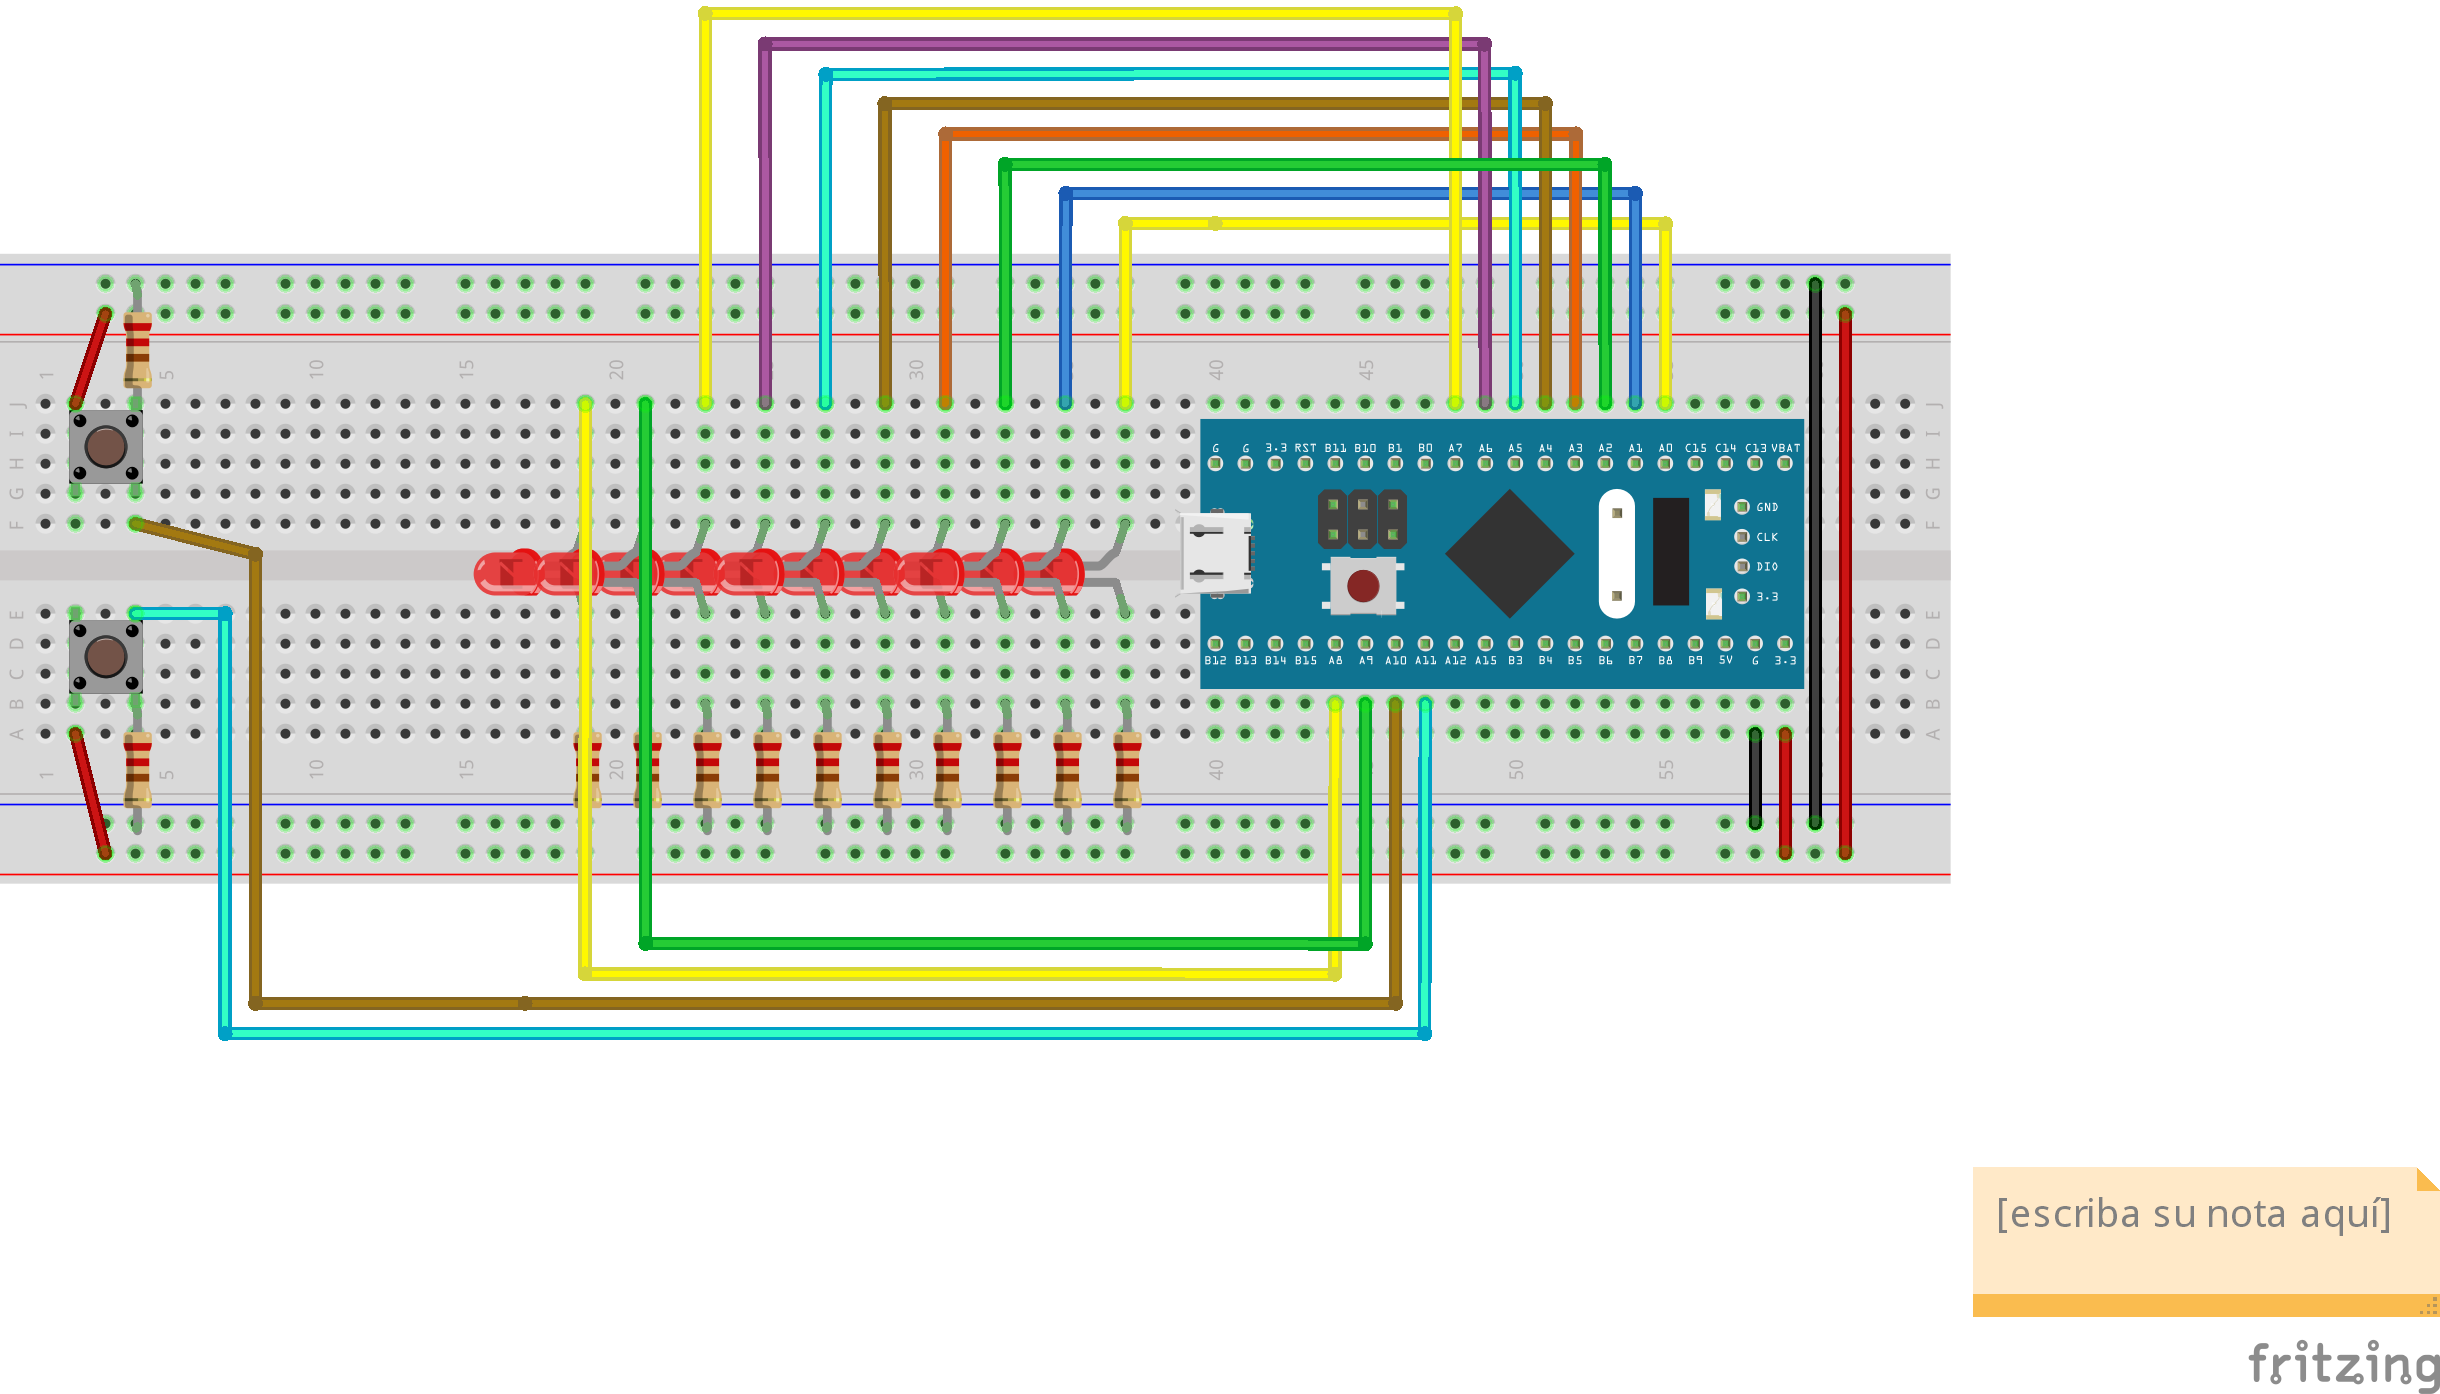 1 5 10 15 20 30 40 45
J J
I I
H H
G G
F F
G G 3.3 RST B11 B10 B1 B0 A7 A6 A5 A4 A3 A2 A1 A0 C15 C14 C13 VBAT
GND
CLK
DIO
3.3
E E
D D
C C
B B
A A
B12 B13 B14 B15 A8 A9 A10 A11 A12 A15 B3 B4 B5 B6 B7 B8 B9 5V G 3.3
1 5 10 15 20 30 40 50 55
[escriba su nota aquí]
fritzing